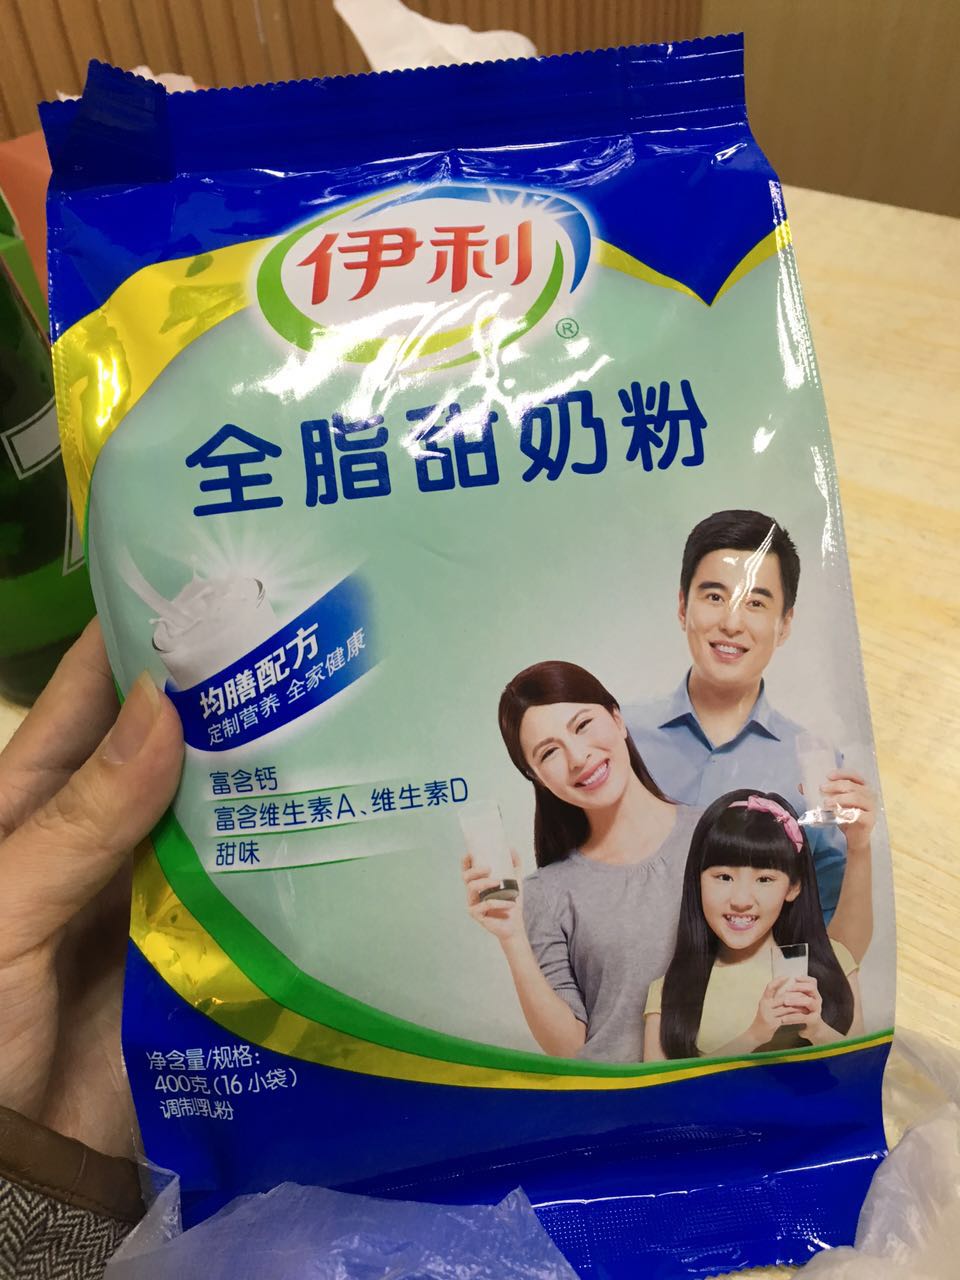 伊利
®
全脂甜奶粉
均膳配方
定制营养 全家健康
富含钙
富含维生素A、维生素D
甜味
净含量/规格：
400克(16小袋)
调制乳粉